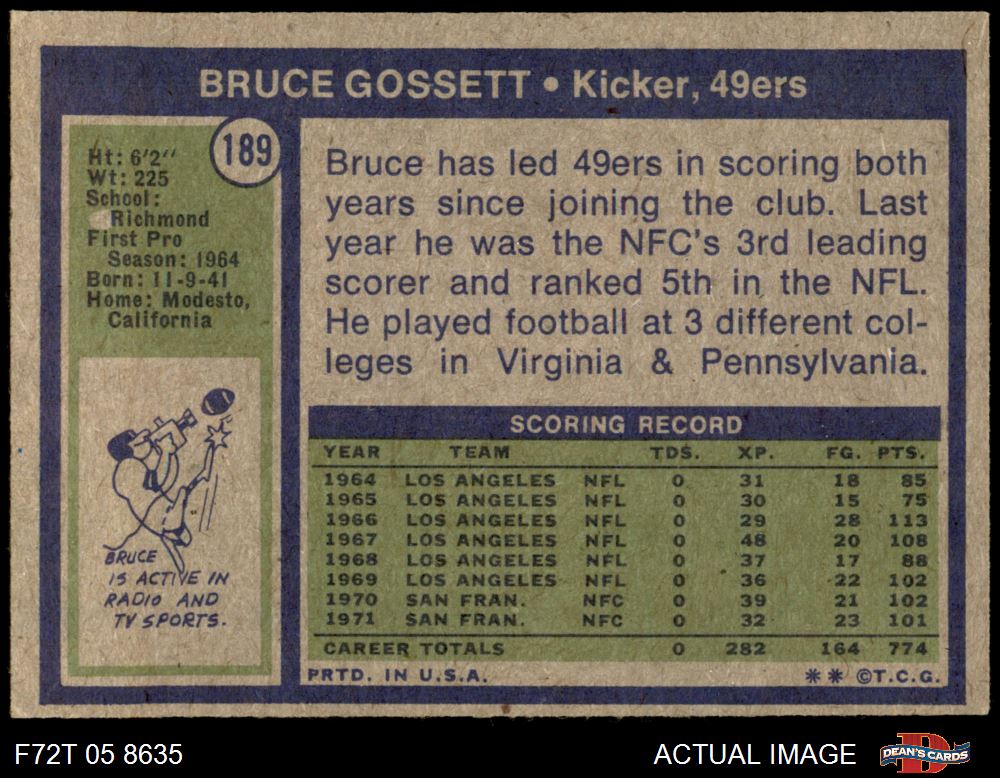 BRUCE GOSSETT • Kicker, 49ers
189
Ht: 6'2"
Wt: 225
School:
Richmond
First Pro
Season: 1964
Born: 11-9-41
Home: Modesto,
California
BRUCE
IS ACTIVE IN
RADIO AND
TV SPORTS.
Bruce has led 49ers in scoring both
years since joining the club. Last
year he was the NFC's 3rd leading
scorer and ranked 5th in the NFL.
He played football at 3 different col-
leges in Virginia & Pennsylvania.
SCORING RECORD
YEAR TEAM TDS. XP. FG. PTS.
1964 LOS ANGELES NFL 0 31 18 85
1965 LOS ANGELES NFL 0 30 15 75
1966 LOS ANGELES NFL 0 29 28 113
1967 LOS ANGELES NFL 0 48 20 108
1968 LOS ANGELES NFL 0 37 17 88
1969 LOS ANGELES NFL 0 36 22 102
1970 SAN FRAN. NFC 0 39 21 102
1971 SAN FRAN. NFC 0 32 23 101
CAREER TOTALS 0 282 164 774
PRTD. IN U.S.A. ** ©T.C.G.
F72T 05 8635 ACTUAL IMAGE D DEAN'S CARDS